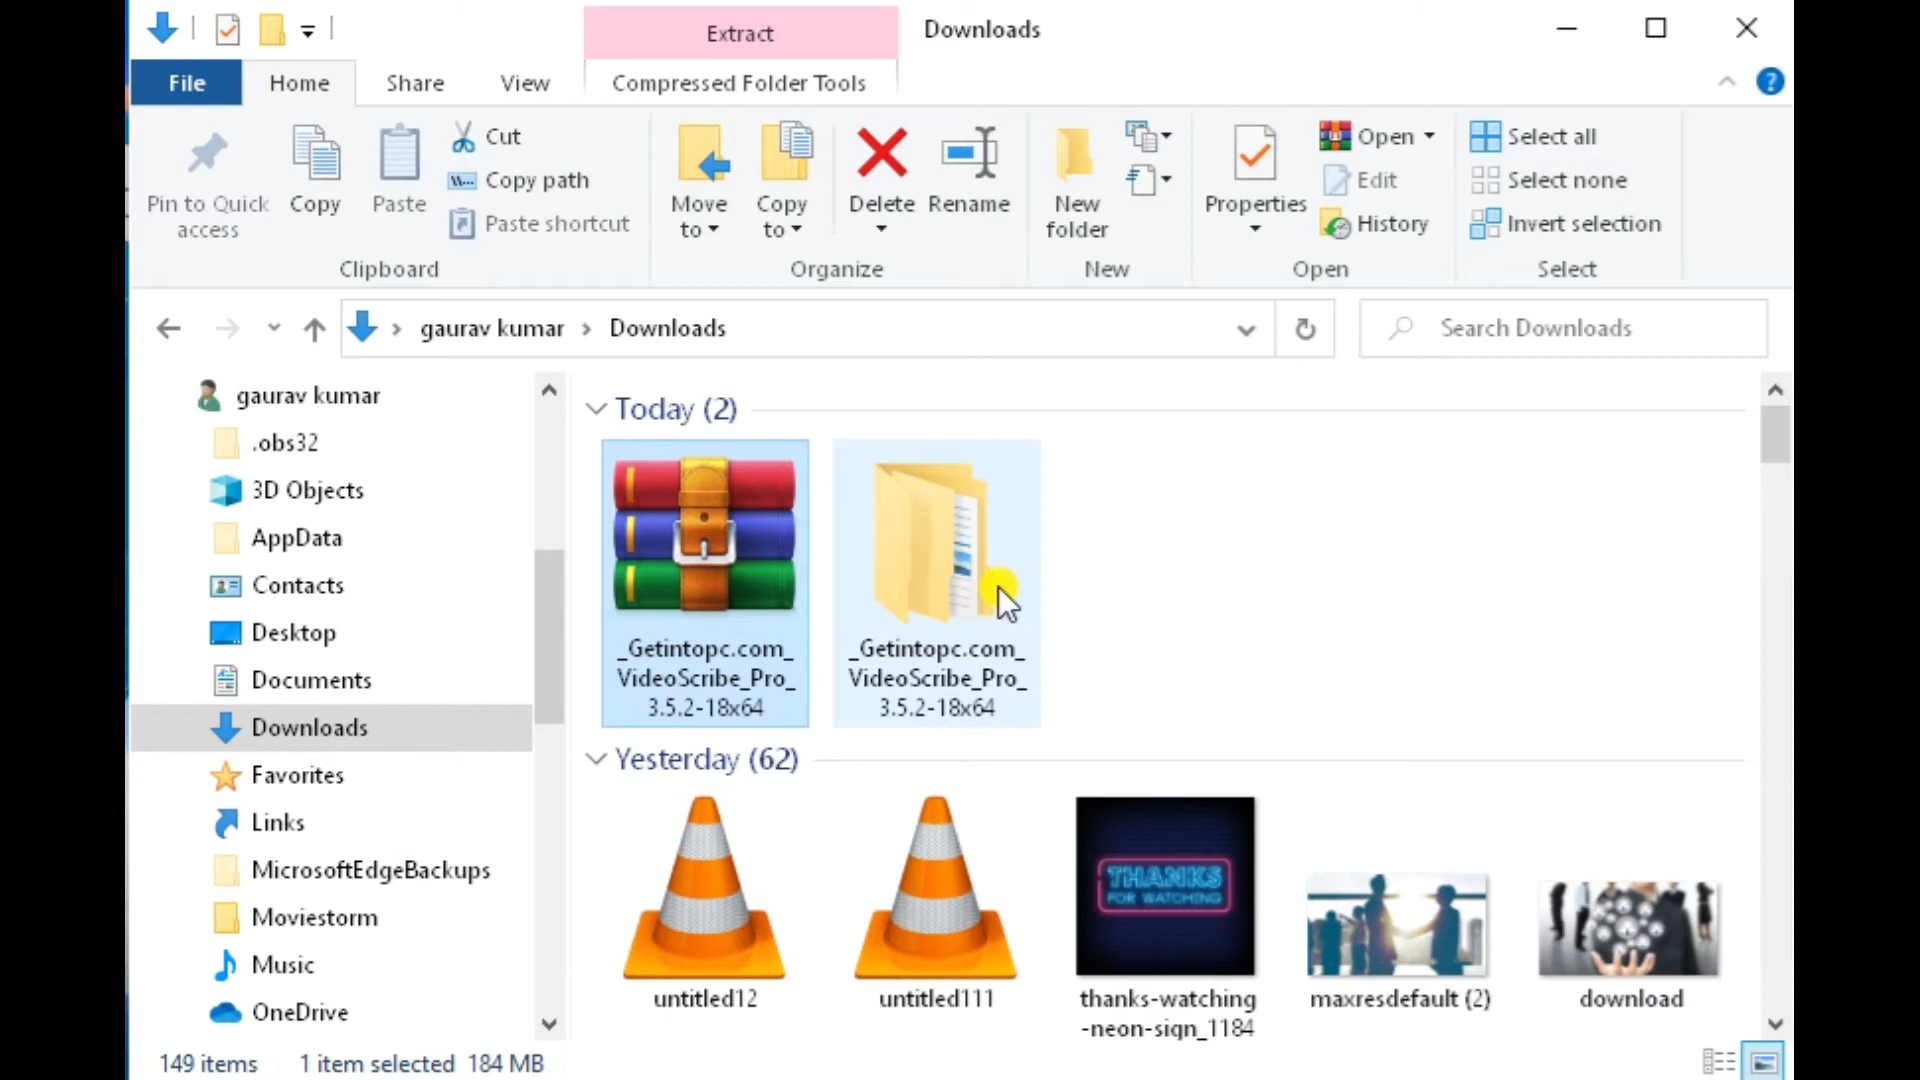 Extract
Downloads
File
Home
Share
View
Compressed Folder Tools
Pin to Quick
access
Copy
Paste
Cut
Copy path
Paste shortcut
Clipboard
Move
to
Copy
to
Delete
Rename
Organize
New
folder
New
Properties
Open
Edit
History
Open
Select all
Select none
Invert selection
Select
gaurav kumar
Downloads
Search Downloads
gaurav kumar
.obs32
3D Objects
AppData
Contacts
Desktop
Documents
Downloads
Favorites
Links
MicrosoftEdgeBackups
Moviestorm
Music
OneDrive
Today (2)
_Getintopc.com_
VideoScribe_Pro_
3.5.2-18x64
_Getintopc.com_
VideoScribe_Pro_
3.5.2-18x64
Yesterday (62)
THANKS
FOR WATCHING
untitled12
untitled111
thanks-watching
-neon-sign_1184
maxresdefault (2)
download
149 items
1 item selected 184 MB